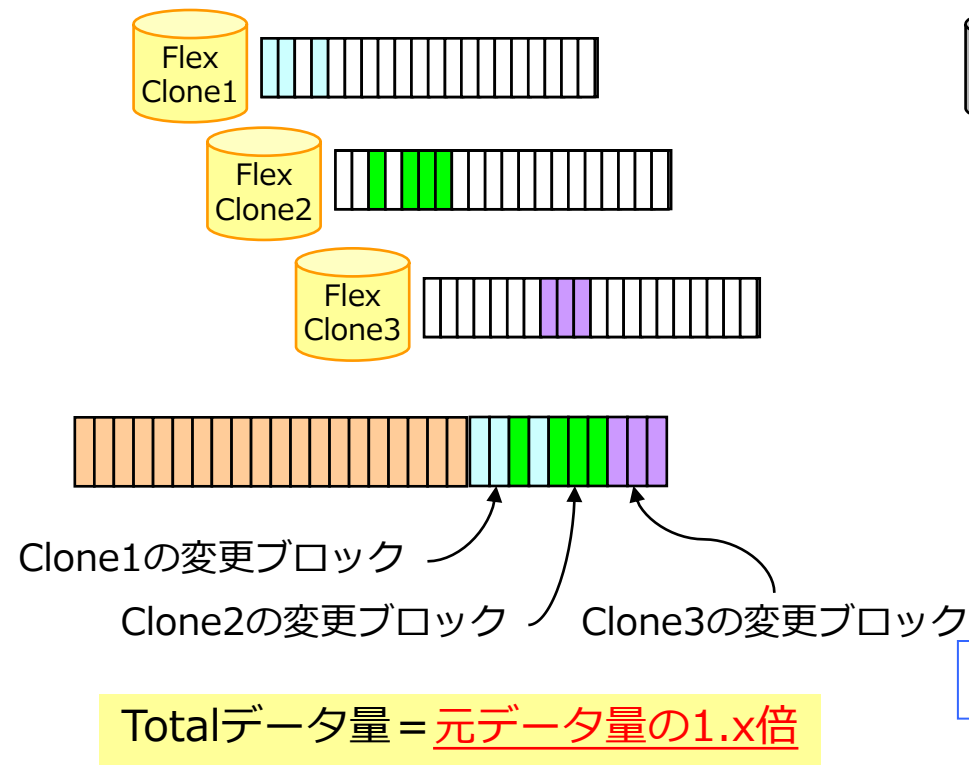 Flex
Clone1
Flex
Clone2
Flex
Clone3
Clone1の変更ブロック
Clone2の変更ブロック
Clone3の変更ブロック
Totalデータ量＝元データ量の1.x倍